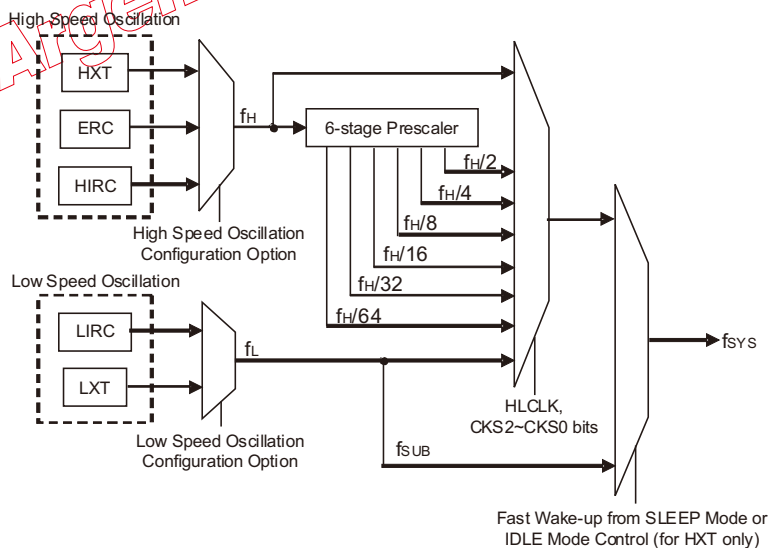 High Speed Oscillation
HXT
ERC
HIRC
fH
6-stage Prescaler
fH/2
fH/4
fH/8
fH/16
fH/32
fH/64
High Speed Oscillation
Configuration Option
Low Speed Oscillation
LIRC
LXT
fL
fSYS
HLCLK,
CKS2~CKS0 bits
Low Speed Oscillation
Configuration Option
fSUB
Fast Wake-up from SLEEP Mode or
IDLE Mode Control (for HXT only)